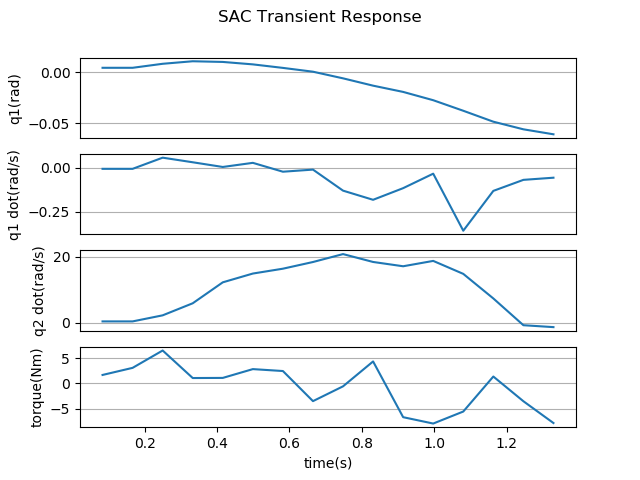 SAC Transient Response
q1(rad)
0.00
−0.05
q1 dot(rad/s)
0.00
−0.25
q2 dot(rad/s)
20
0
torque(Nm)
5
0
−5
0.2 0.4 0.6 0.8 1.0 1.2
time(s)